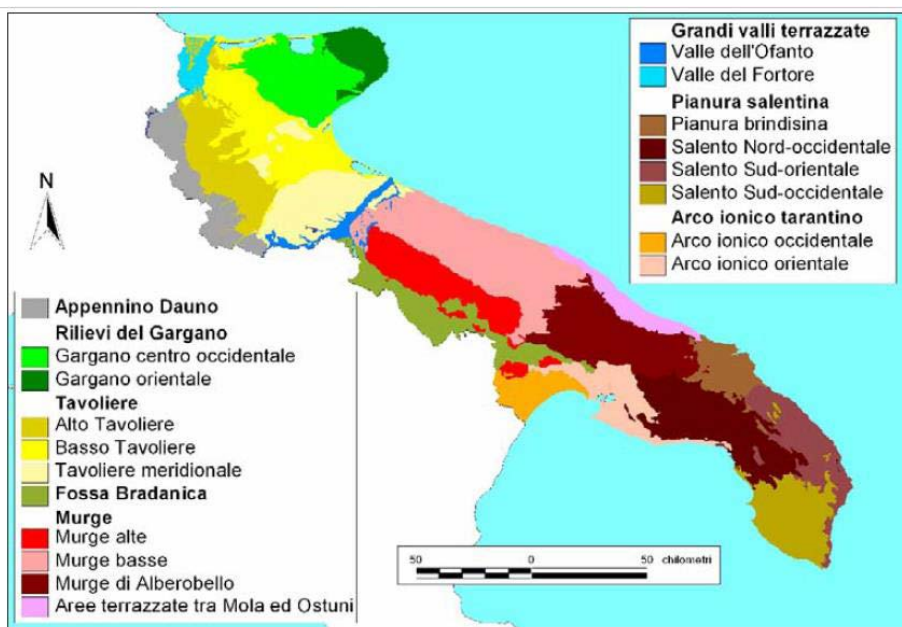 Grandi valli terrazzate
Valle dell'Ofanto
Valle del Fortore
Pianura salentina
Pianura brindisina
Salento Nord-occidentale
Salento Sud-orientale
Salento Sud-occidentale
Arco ionico tarantino
Arco ionico occidentale
Arco ionico orientale
N
Appennino Dauno
Rilievi del Gargano
Gargano centro occidentale
Gargano orientale
Tavoliere
Alto Tavoliere
Basso Tavoliere
Tavoliere meridionale
Fossa Bradanica
Murge
Murge alte
Murge basse
Murge di Alberobello
Aree terrazzate tra Mola ed Ostuni
50 0 50 chilometri